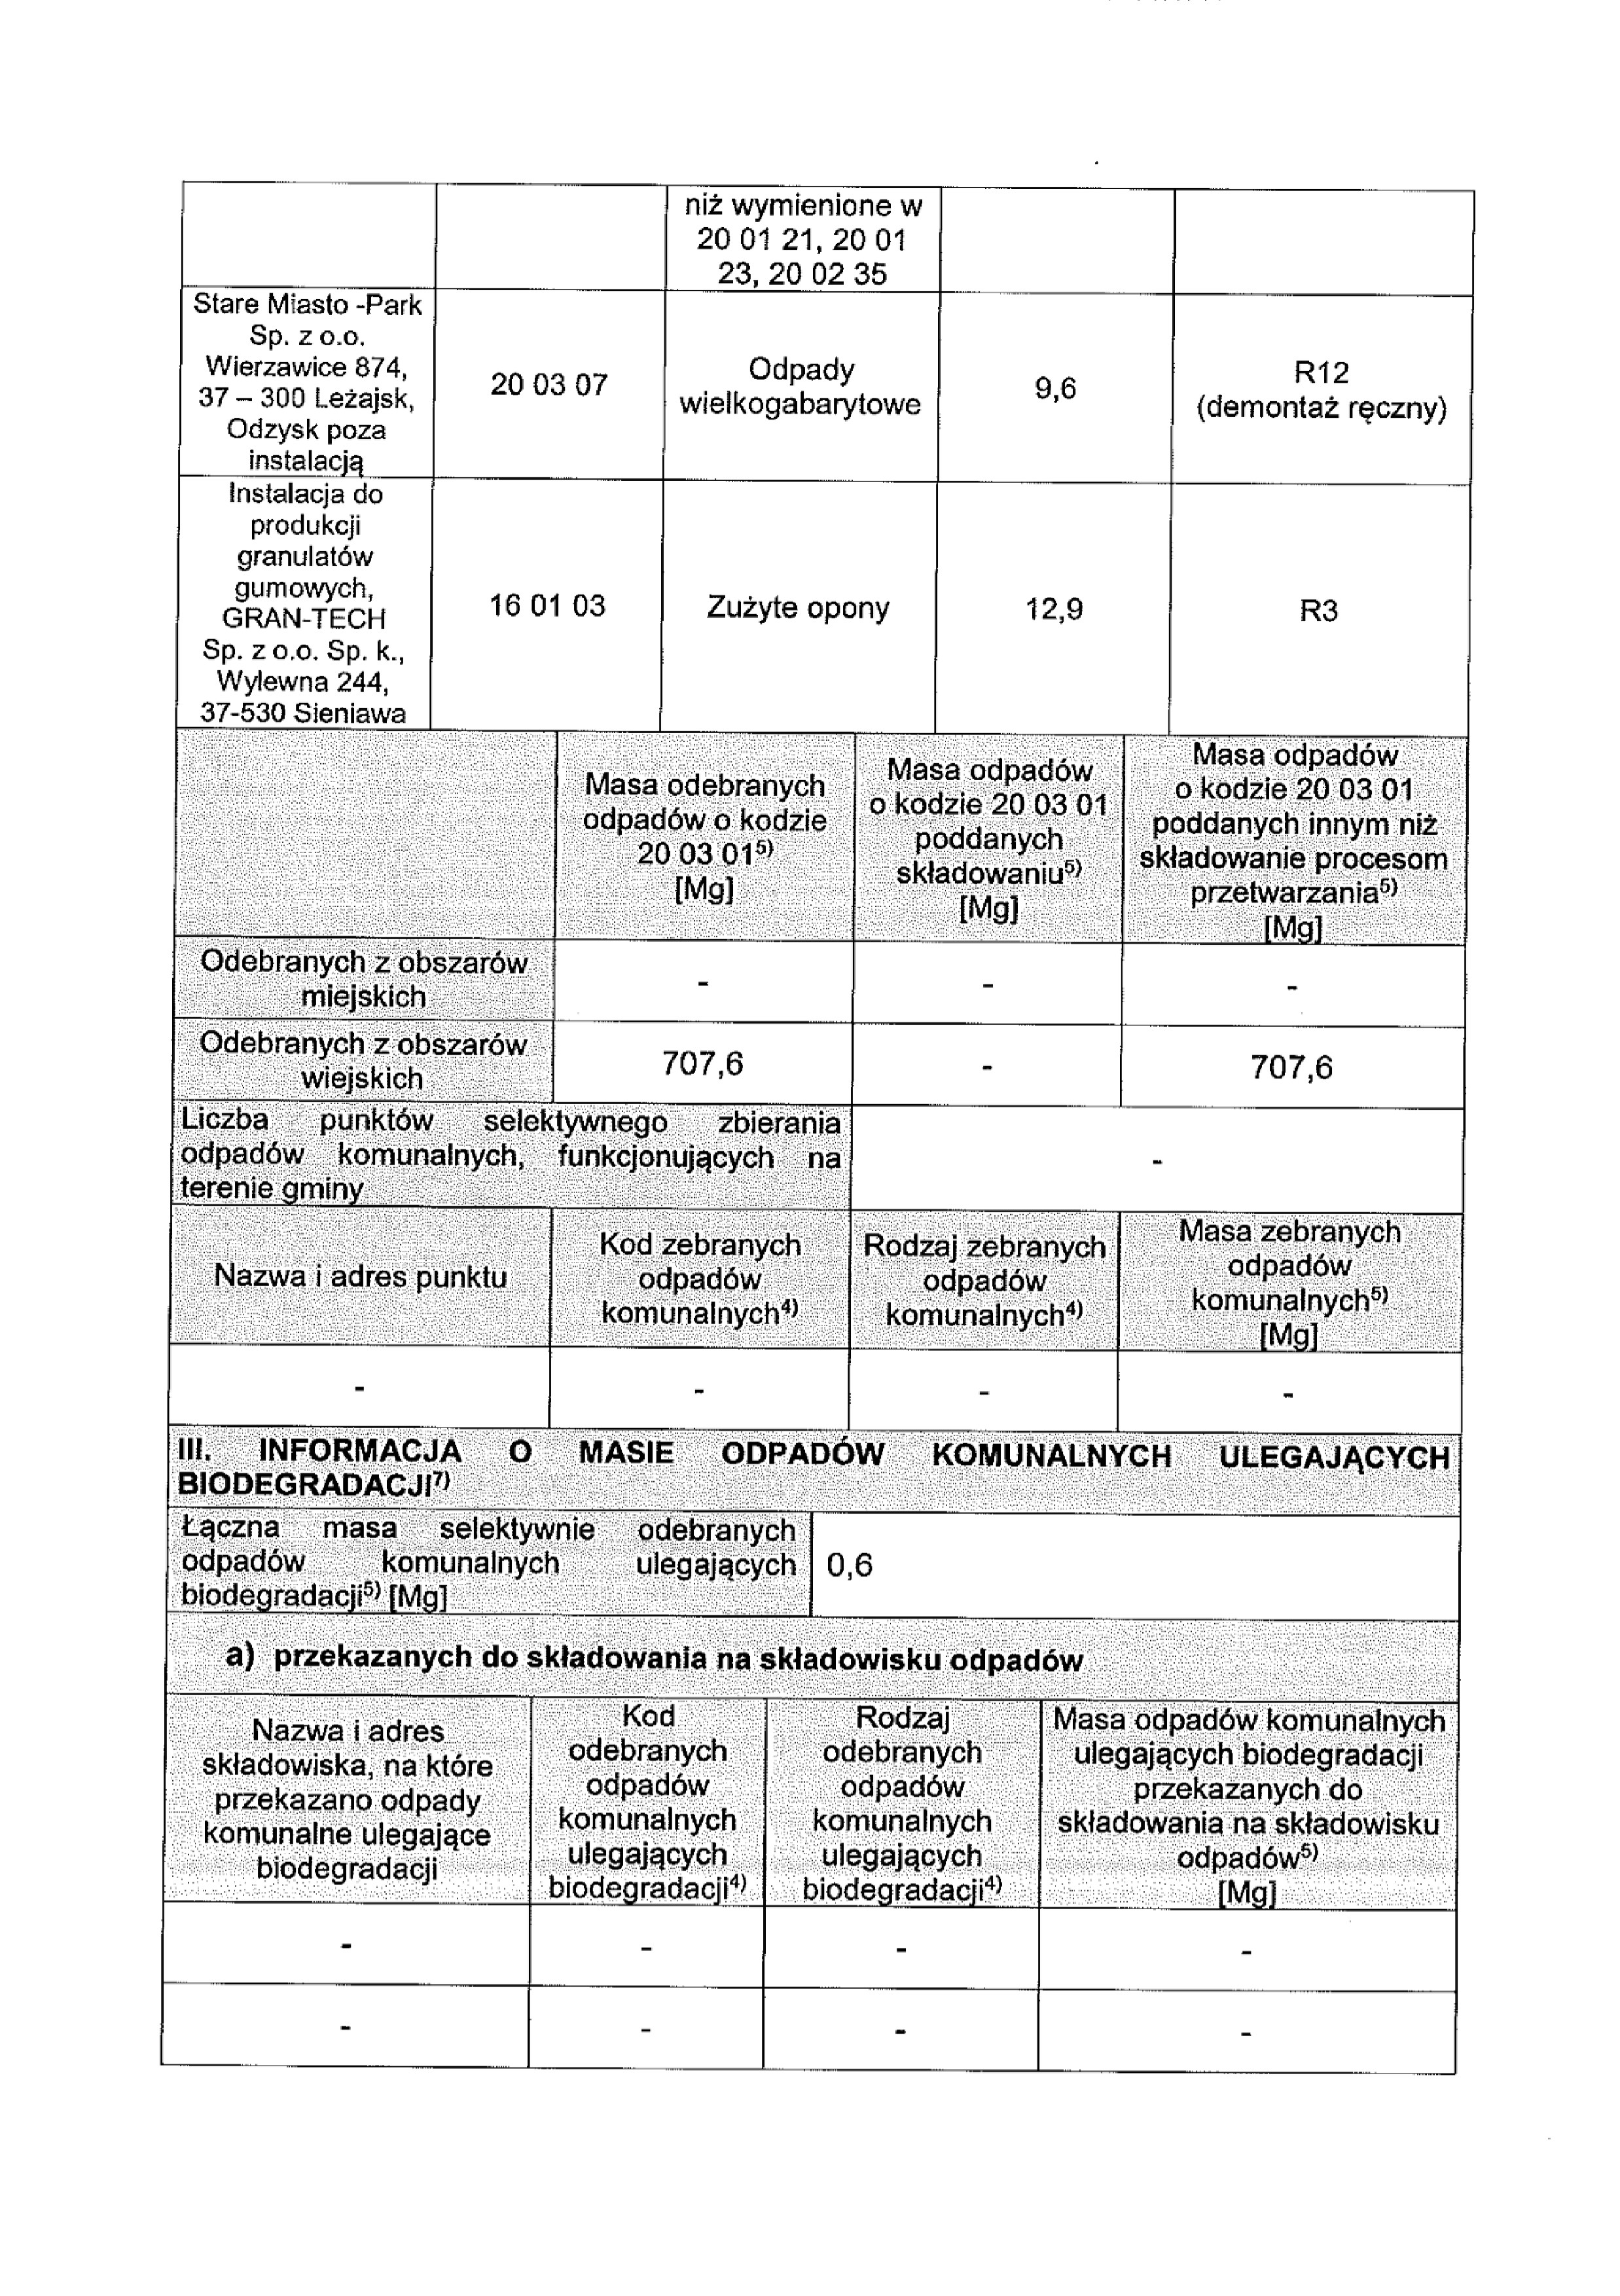 niż wymienione w
20 01 21, 20 01
23, 20 02 35
Stare Miasto -Park
Sp. z o.o.
Wierzawice 874,
37 – 300 Leżajsk,
Odzysk poza
instalacją
20 03 07
Odpady
wielkogabarytowe
9,6
R12
(demontaż ręczny)
Instalacja do
produkcji
granulatów
gumowych,
GRAN-TECH
Sp. z o.o. Sp. k.,
Wylewna 244,
37-530 Sieniawa
16 01 03
Zużyte opony
12,9
R3
Masa odebranych
odpadów o kodzie
20 03 01⁵⁾
[Mg]
Masa odpadów
o kodzie 20 03 01
poddanych
składowaniu⁵⁾
[Mg]
Masa odpadów
o kodzie 20 03 01
poddanych innym niż
składowanie procesom
przetwarzania⁵⁾
[Mg]
Odebranych z obszarów
miejskich
-
-
-
Odebranych z obszarów
wiejskich
707,6
-
707,6
Liczba punktów selektywnego zbierania
odpadów komunalnych, funkcjonujących na
terenie gminy
-
Nazwa i adres punktu
Kod zebranych
odpadów
komunalnych⁴⁾
Rodzaj zebranych
odpadów
komunalnych⁴⁾
Masa zebranych
odpadów
komunalnych⁵⁾
[Mg]
-
-
-
-
III. INFORMACJA O MASIE ODPADÓW KOMUNALNYCH ULEGAJĄCYCH
BIODEGRADACJI⁷⁾
Łączna masa selektywnie odebranych
odpadów komunalnych ulegających
biodegradacji⁵⁾ [Mg]
0,6
a) przekazanych do składowania na składowisku odpadów
Nazwa i adres
składowiska, na które
przekazano odpady
komunalne ulegające
biodegradacji
Kod
odebranych
odpadów
komunalnych
ulegających
biodegradacji⁴⁾
Rodzaj
odebranych
odpadów
komunalnych
ulegających
biodegradacji⁴⁾
Masa odpadów komunalnych
ulegających biodegradacji
przekazanych do
składowania na składowisku
odpadów⁵⁾
[Mg]
-
-
-
-
-
-
-
-